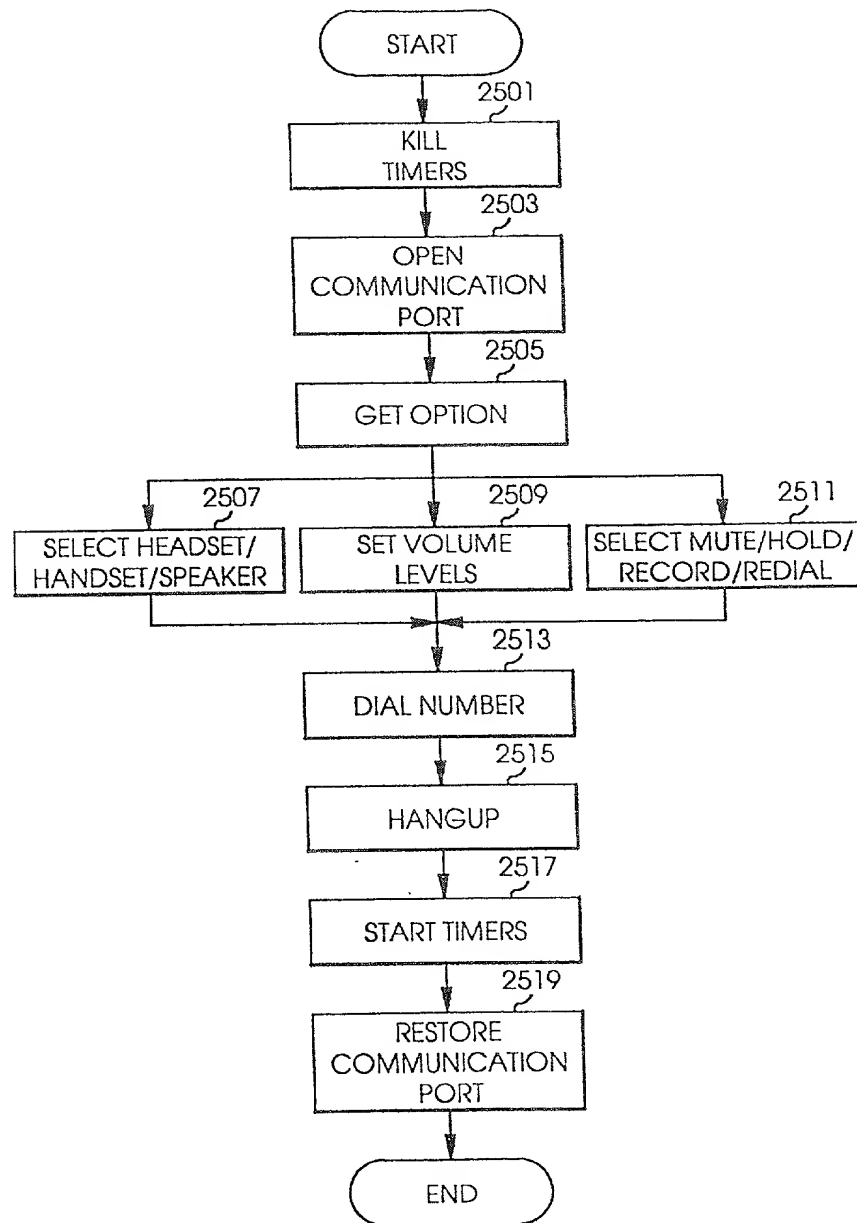 START
2501
KILL
TIMERS
2503
OPEN
COMMUNICATION
PORT
2505
GET OPTION
2507
SELECT HEADSET/
HANDSET/SPEAKER
2509
SET VOLUME
LEVELS
2511
SELECT MUTE/HOLD/
RECORD/REDIAL
2513
DIAL NUMBER
2515
HANGUP
2517
START TIMERS
2519
RESTORE
COMMUNICATION
PORT
END